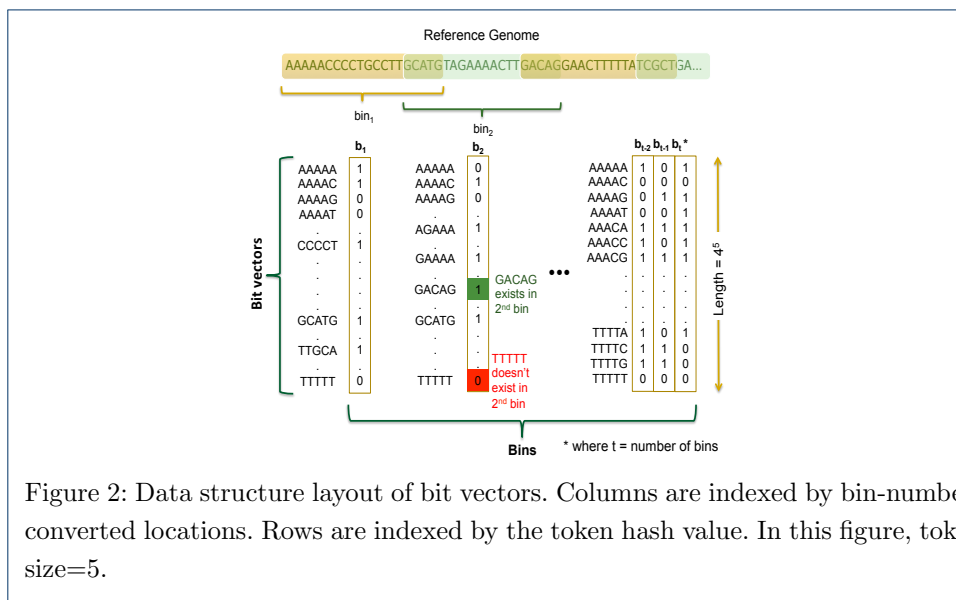 Reference Genome
AAAAACCCCTGCCTTGCATGTAGAAAACTTGACAGGAACTTTTTATCGCTGA...
bin1
bin2
b1
b2
bt-2 bt-1 bt *
Bit vectors
AAAAA 1
AAAAC 1
AAAAG 0
AAAAT 0
.
CCCCT 1
.
.
.
.
GCATG 1
.
TTGCA 1
.
TTTTT 0
AAAAA 0
AAAAC 1
AAAAG 0
. .
AGAAA 1
. .
GAAAA 1
. .
GACAG 1
. .
GCATG 1
. .
. .
. .
TTTTT 0
GACAG
exists in
2nd bin
TTTTT
doesn't
exist in
2nd bin
...
AAAAA 1 0 1
AAAAC 0 0 0
AAAAG 0 1 1
AAAAT 0 0 1
AAACA 1 1 1
AAACC 1 0 1
AAACG 1 1 1
. . . .
. . . .
. . . .
. . . .
TTTTA 1 0 1
TTTTC 1 1 0
TTTTG 1 1 0
TTTTT 0 0 0
Length = 4^5
Bins
* where t = number of bins
Figure 2: Data structure layout of bit vectors. Columns are indexed by bin-numbe
converted locations. Rows are indexed by the token hash value. In this figure, tok
size=5.